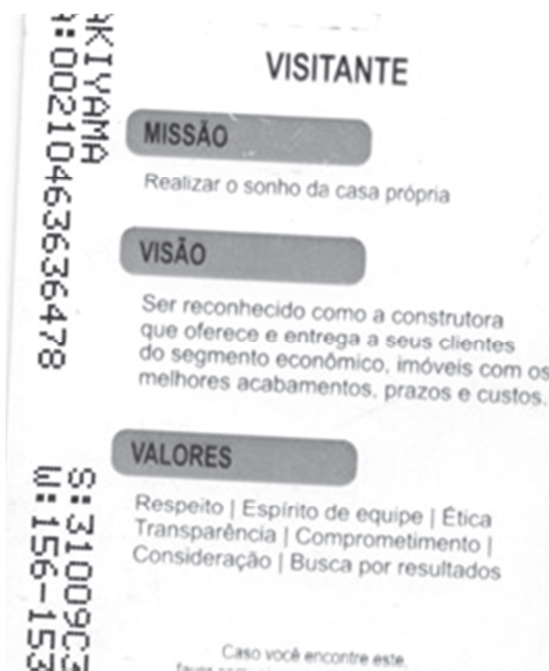 VISITANTE
MISSÃO
Realizar o sonho da casa própria
VISÃO
Ser reconhecido como a construtora
que oferece e entrega a seus clientes
do segmento econômico, imóveis com os
melhores acabamentos, prazos e custos.
VALORES
Respeito | Espírito de equipe | Ética
Transparência | Comprometimento |
Consideração | Busca por resultados
Caso você encontre este,
AKIYAMA
:00210463636478
S:31009C3
W:156-153